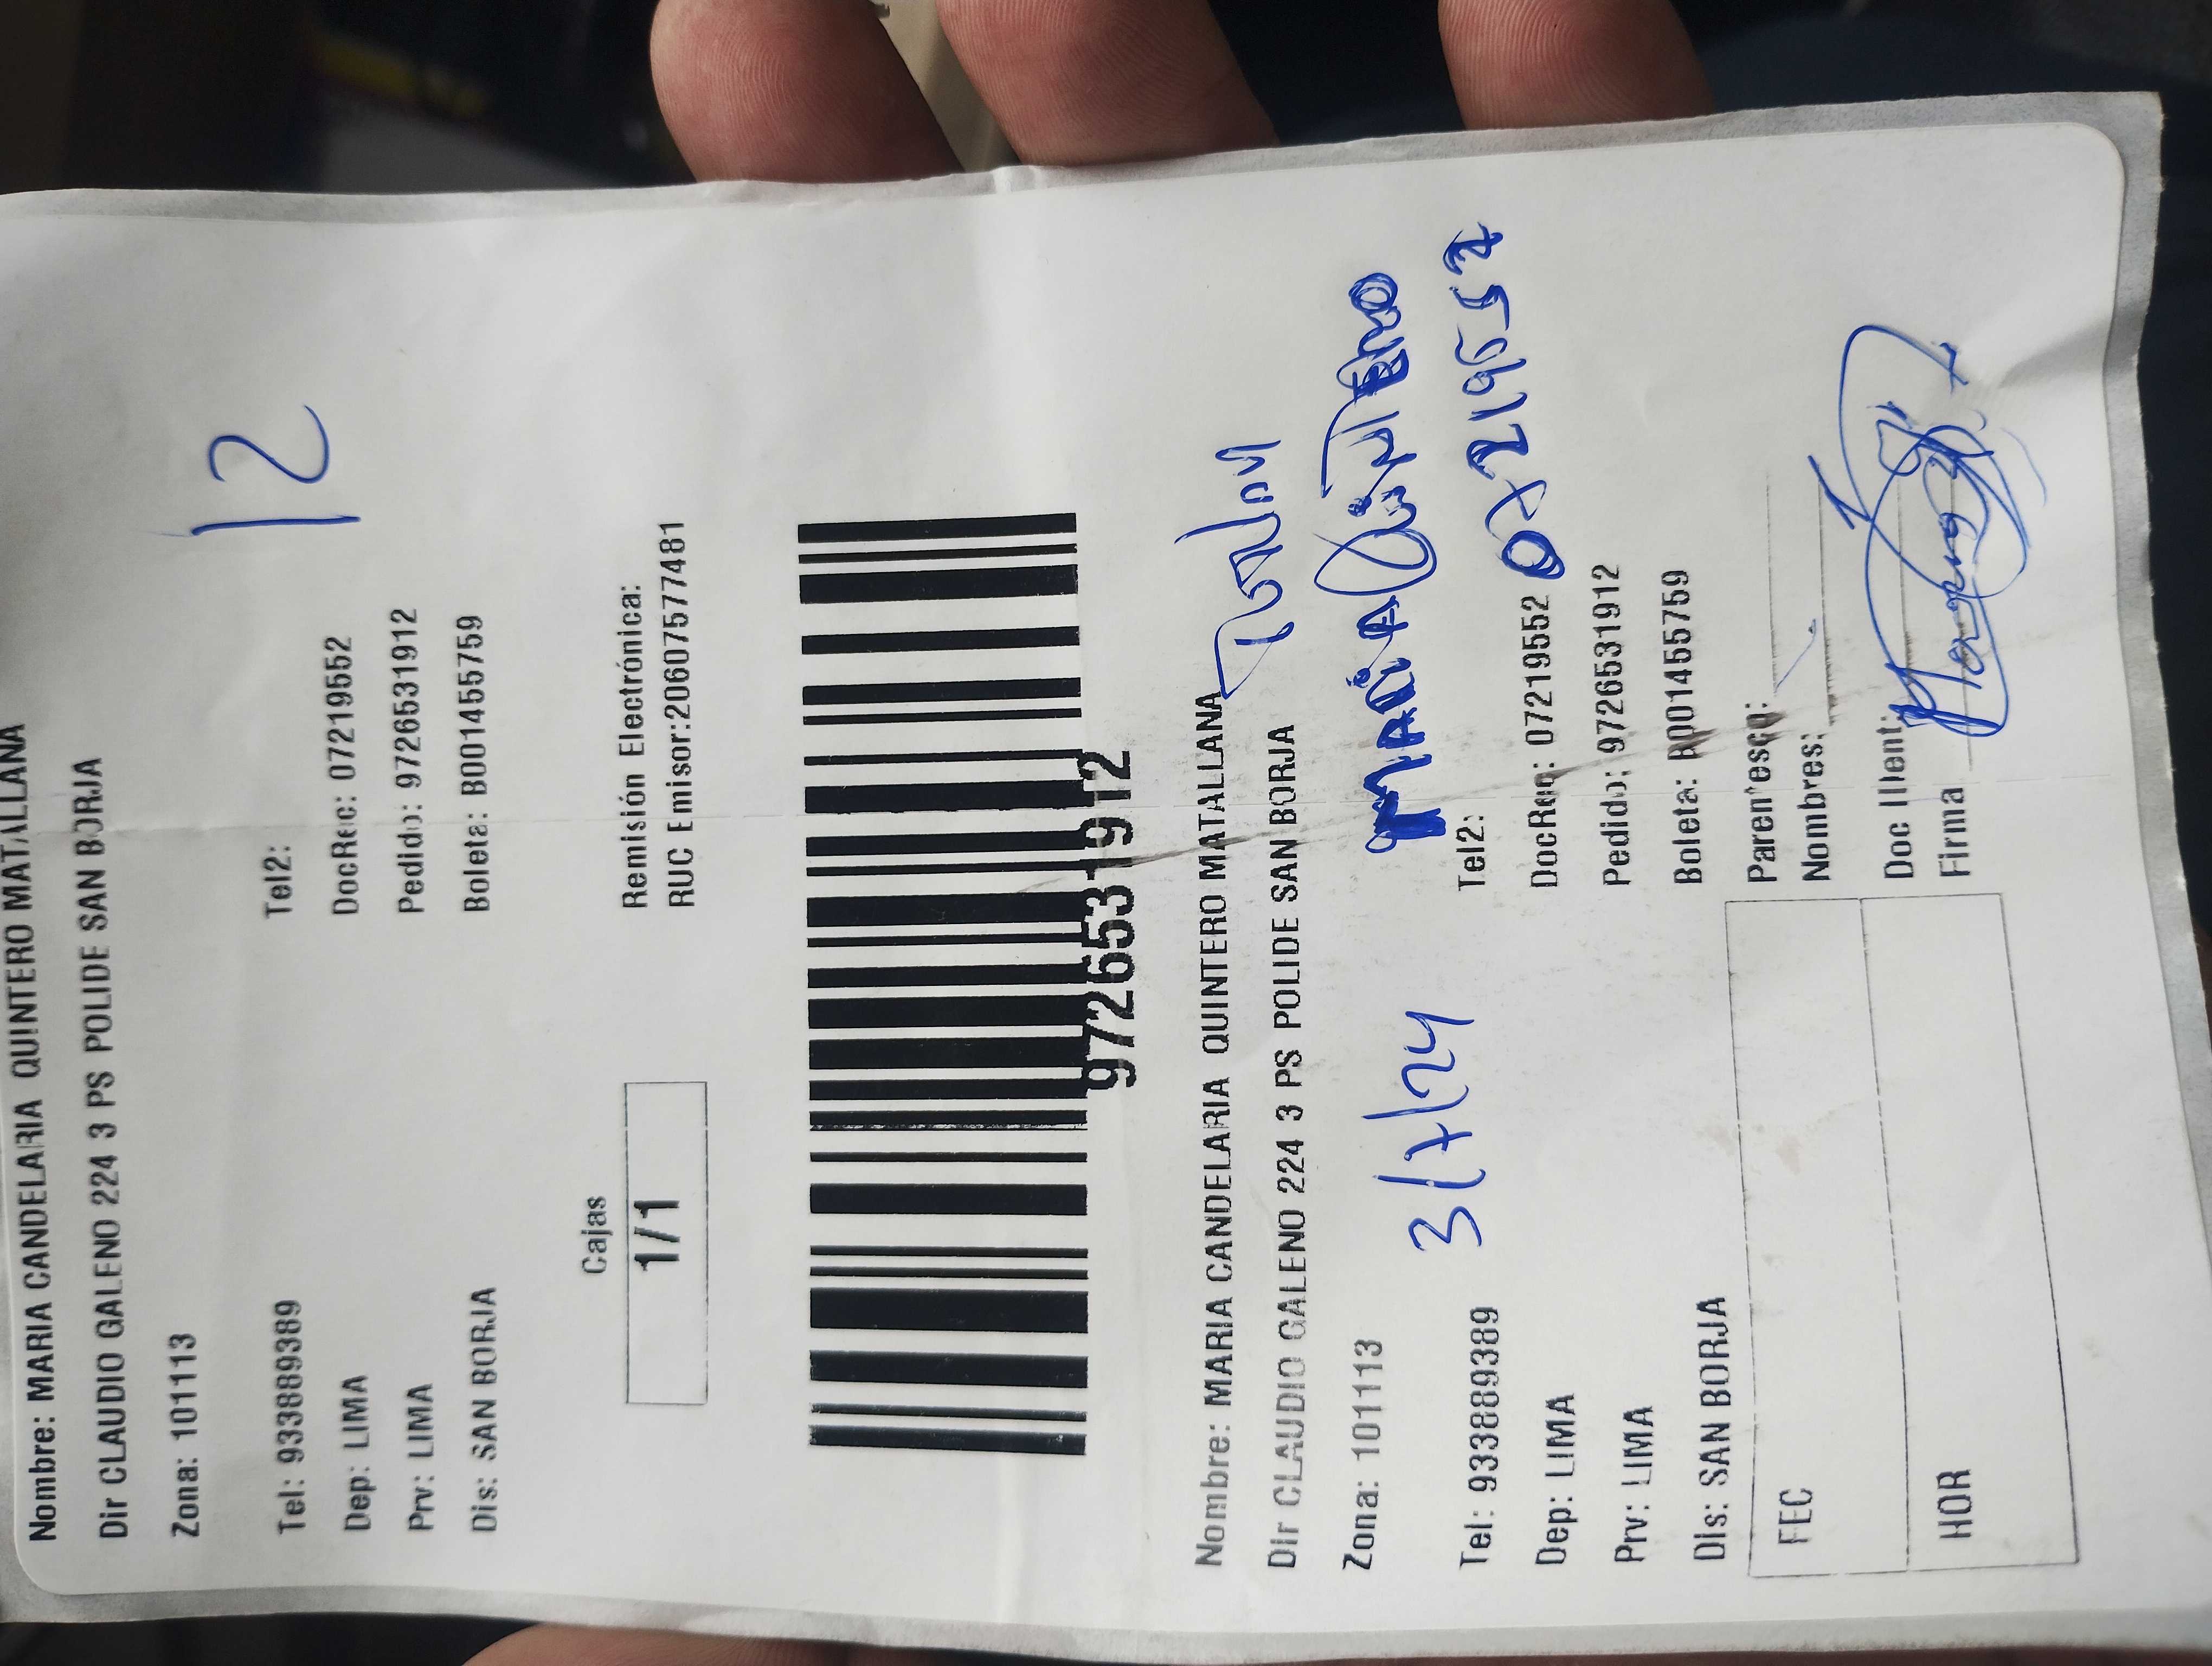 Nombre: MARIA CANDELARIA QUINTERO MATALLANA
Dir CLAUDIO GALENO 224 3 PS POLIDE SAN BORJA
Zona: 101113
12
Tel: 933889389 Tel2:
Dep: LIMA DocRec: 07219552
Prv: LIMA Pedido: 9726531912
Dis: SAN BORJA Boleta: B001455759
Cajas
1/1
Remisión Electrónica:
RUC Emisor:20607577481
9726531912
Nombre: MARIA CANDELARIA QUINTERO MATALLANA
Dir CLAUDIO GALENO 224 3 PS POLIDE SAN BORJA
Zona: 101113
3/7/24 MARIA
Tel: 933889389 Tel2:
Dep: LIMA DocRec: 07219552
Prv: LIMA Pedido: 9726531912
Dis: SAN BORJA Boleta: B001455759
FEC
HOR
Parentesco:
Nombres:
Doc Ident:
Firma